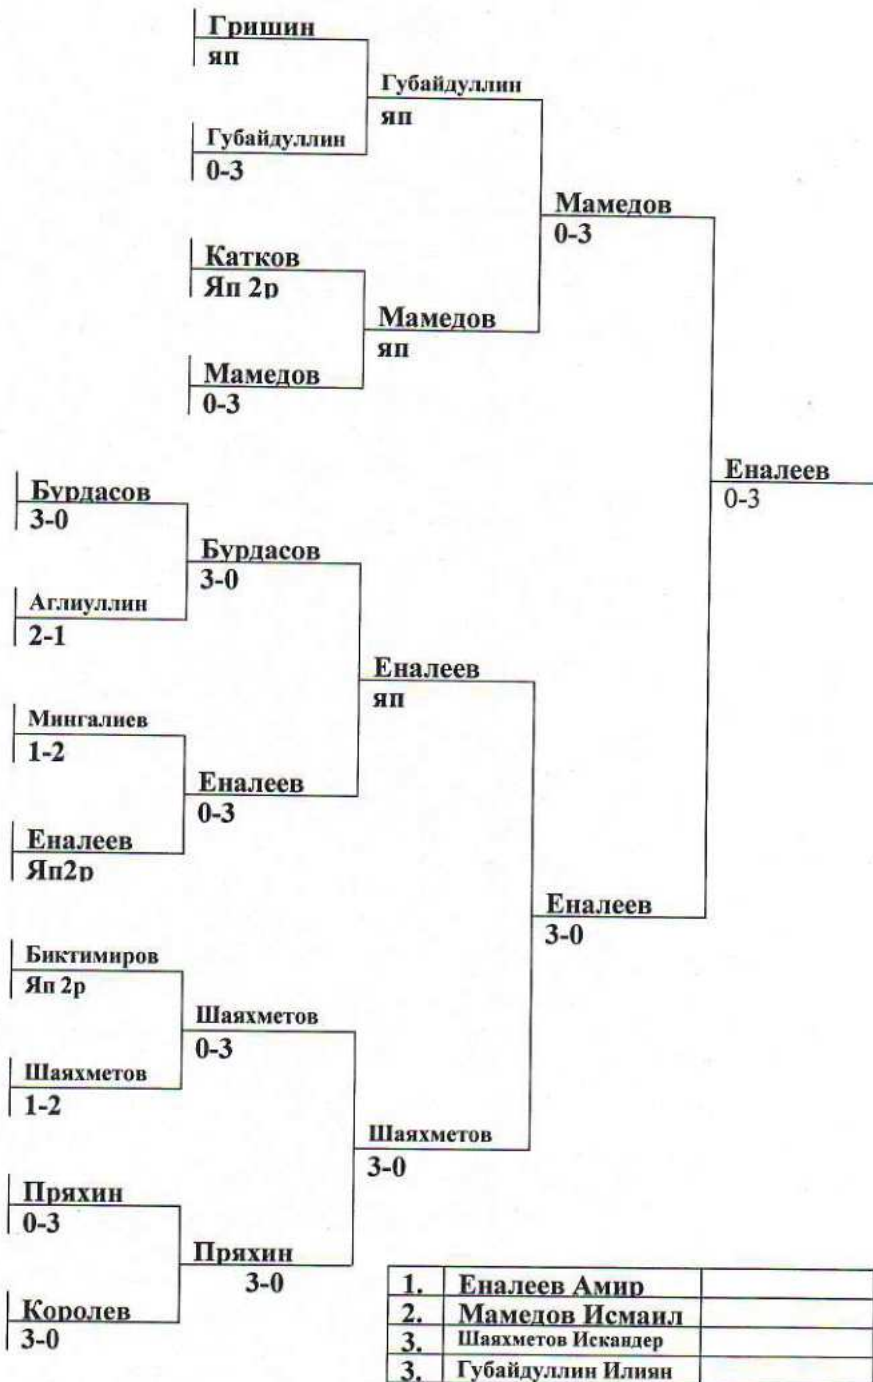 Гришин
яп
Губайдуллин
яп
Губайдуллин
0-3
Мамедов
0-3
Катков
Яп 2р
Мамедов
яп
Мамедов
0-3
Еналеев
0-3
Бурдасов
3-0
Бурдасов
3-0
Аглиуллин
2-1
Еналеев
яп
Мингалиев
1-2
Еналеев
0-3
Еналеев
Яп2р
Еналеев
3-0
Биктимиров
Яп 2р
Шаяхметов
0-3
Шаяхметов
1-2
Шаяхметов
3-0
Пряхин
0-3
Пряхин
3-0
Королев
3-0
1. Еналеев Амир
2. Мамедов Исмаил
3. Шаяхметов Искандер
3. Губайдуллин Илиян